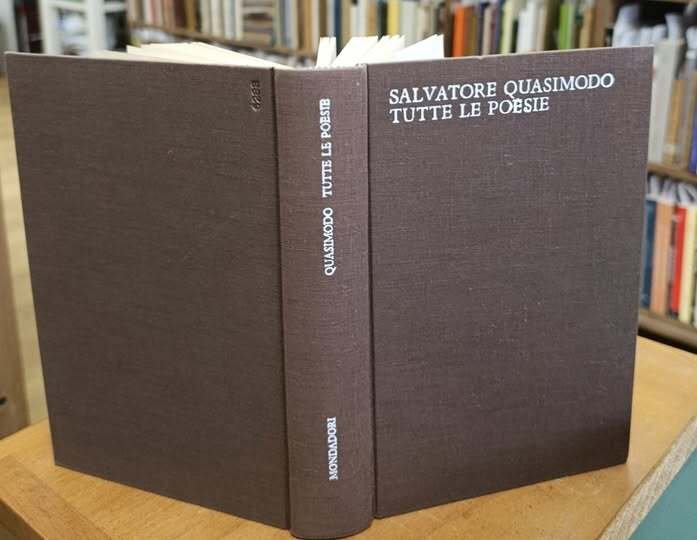 SALVATORE QUASIMODO
TUTTE LE POESIE
QUASIMODO TUTTE LE POESIE
MONDADORI